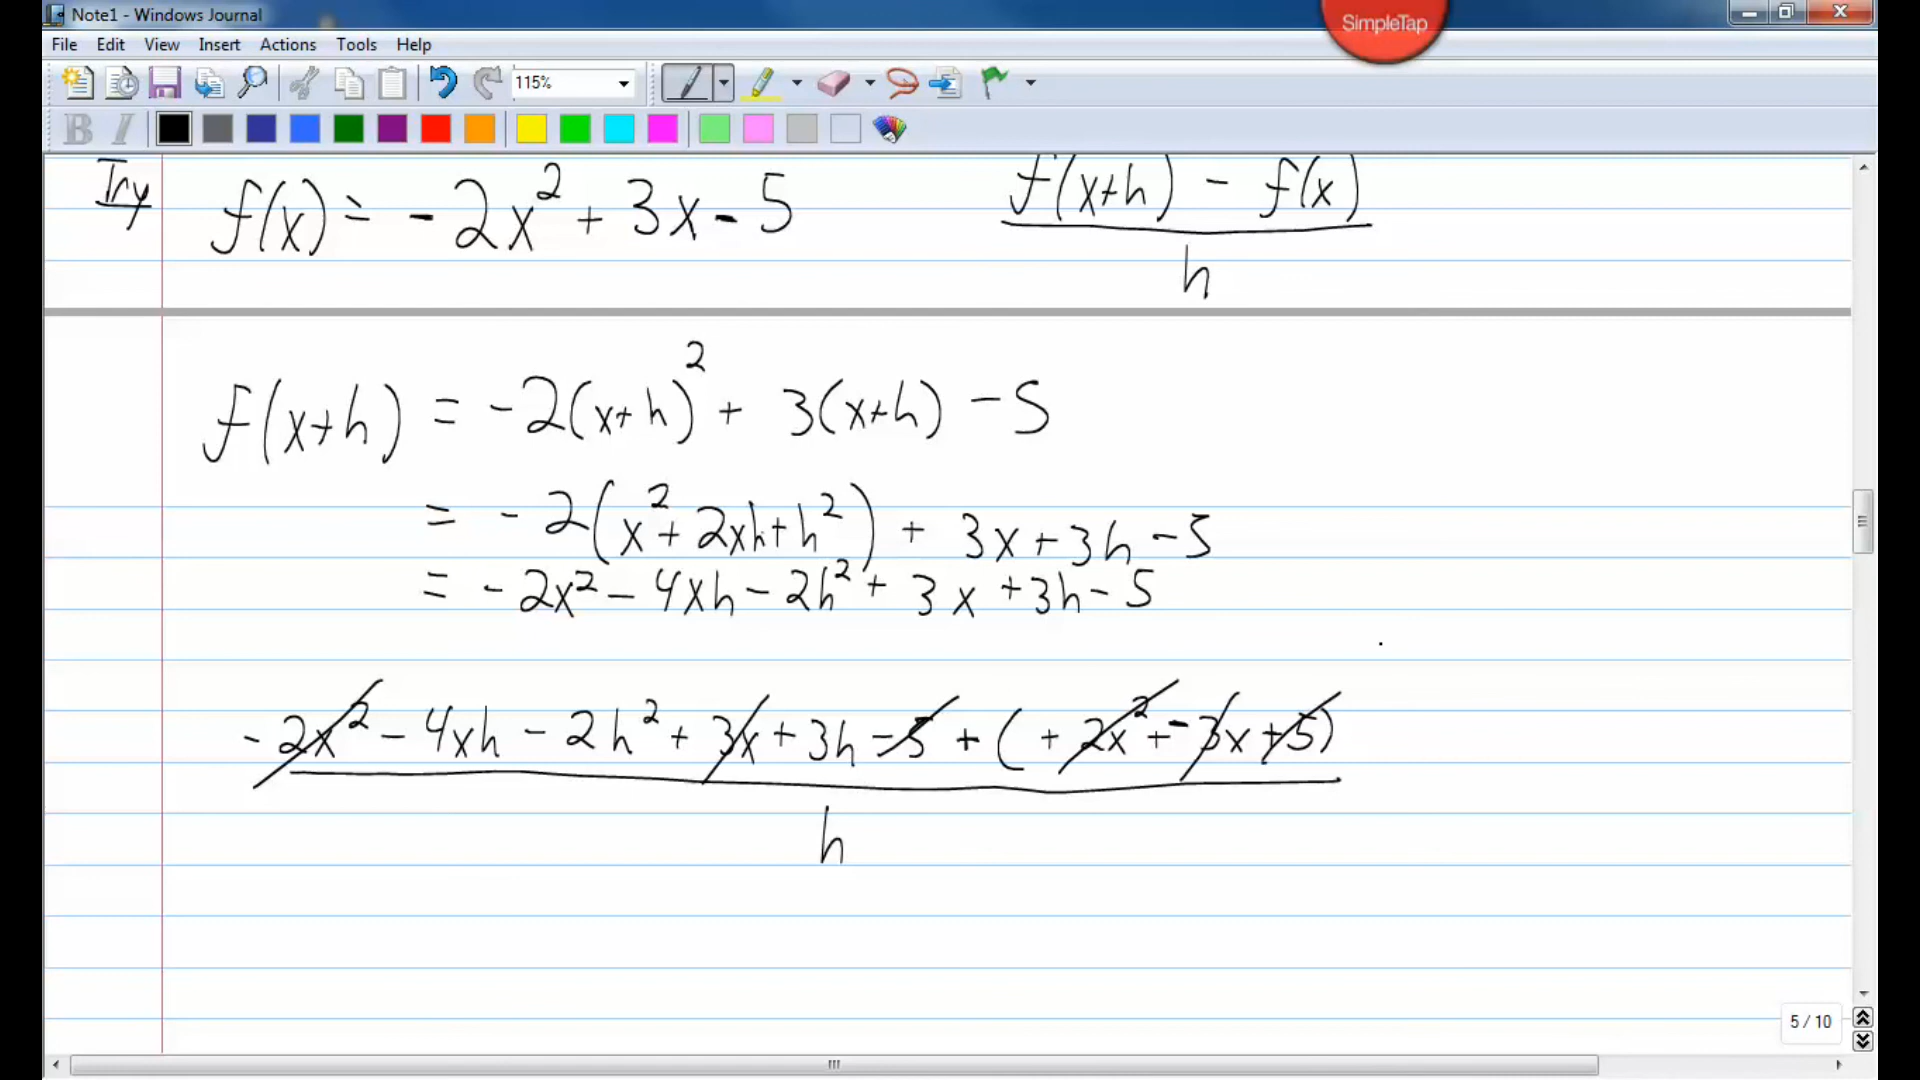 Note1 - Windows Journal
SimpleTap
File Edit View Insert Actions Tools Help
115%
B I
Try f(x) = -2x² + 3x - 5
f(x+h) - f(x)
h
f(x+h) = -2(x+h)² + 3(x+h) - 5
= -2(x² + 2xh + h²) + 3x + 3h - 5
= -2x² - 4xh - 2h² + 3x + 3h - 5
-2x² - 4xh - 2h² + 3x + 3h - 5 + (+ 2x² + - 3x + 5)
h
5 / 10